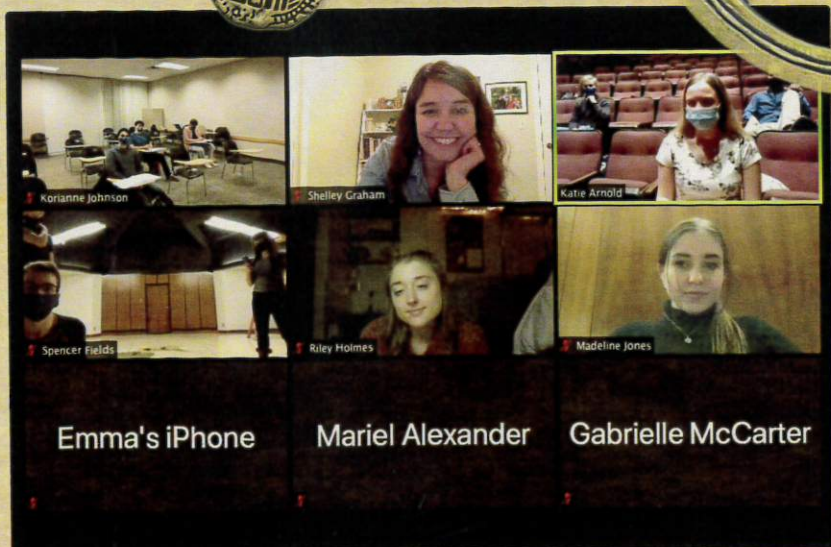 Korianne Johnson
Shelley Graham
Katie Arnold
Spencer Fields
Riley Holmes
Madeline Jones
Emma's iPhone
Mariel Alexander
Gabrielle McCarter